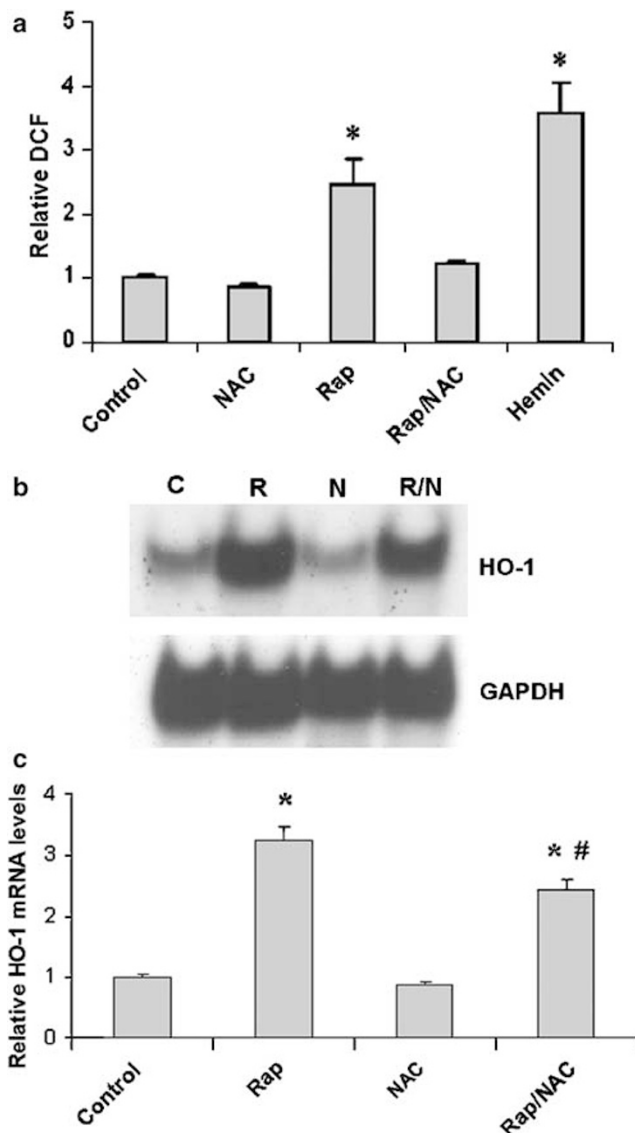 a
Relative DCF
5
4
3
2
1
0
*
*
Control
NAC
Rap
Rap/NAC
Hemin
b
C R N R/N
HO-1
GAPDH
c
Relative HO-1 mRNA levels
4
3
2
1
0
*
* #
Control
Rap
NAC
Rap/NAC